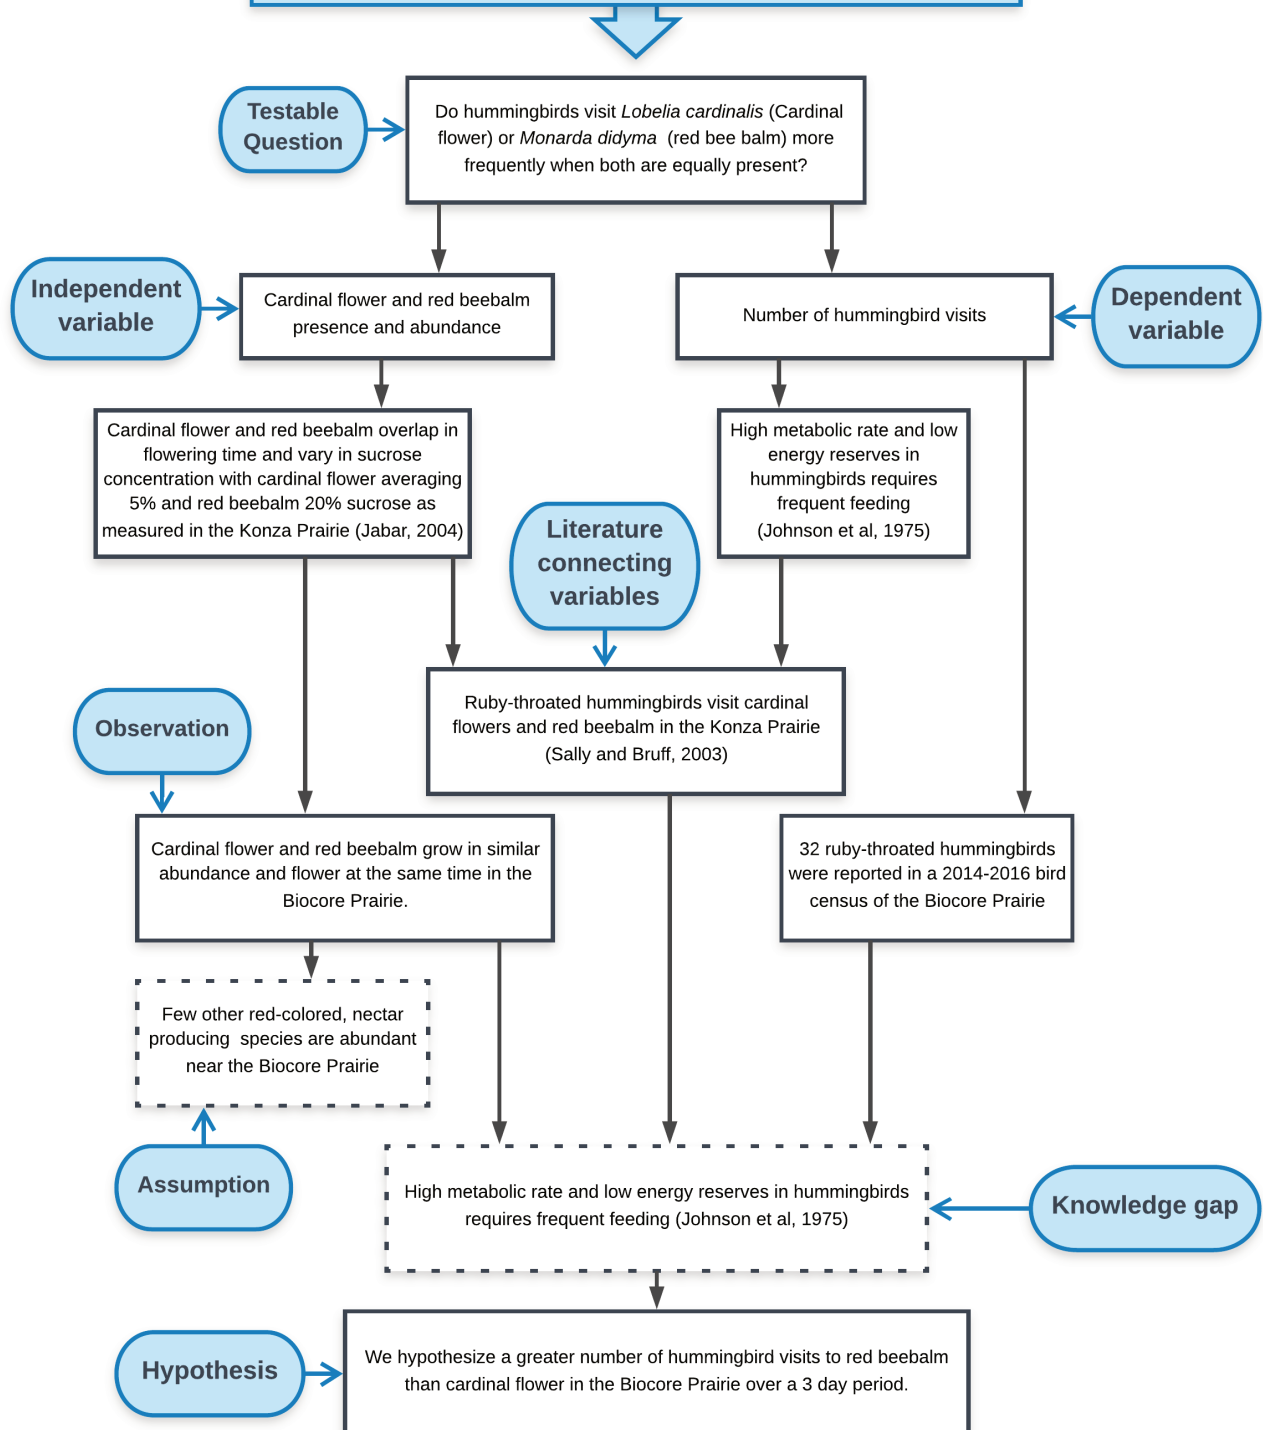 Testable
Question
Do hummingbirds visit Lobelia cardinalis (Cardinal
flower) or Monarda didyma  (red bee balm) more
frequently when both are equally present?
Independent
variable
Cardinal flower and red beebalm
presence and abundance
Number of hummingbird visits
Dependent
variable
Cardinal flower and red beebalm overlap in
flowering time and vary in sucrose
concentration with cardinal flower averaging
5% and red beebalm 20% sucrose as
measured in the Konza Prairie (Jabar, 2004)
High metabolic rate and low
energy reserves in
hummingbirds requires
frequent feeding
(Johnson et al, 1975)
Literature
connecting
variables
Ruby-throated hummingbirds visit cardinal
flowers and red beebalm in the Konza Prairie
(Sally and Bruff, 2003)
Observation
Cardinal flower and red beebalm grow in similar
abundance and flower at the same time in the
Biocore Prairie.
32 ruby-throated hummingbirds
were reported in a 2014-2016 bird
census of the Biocore Prairie
Few other red-colored, nectar
producing  species are abundant
near the Biocore Prairie
Assumption
High metabolic rate and low energy reserves in hummingbirds
requires frequent feeding (Johnson et al, 1975)
Knowledge gap
Hypothesis
We hypothesize a greater number of hummingbird visits to red beebalm
than cardinal flower in the Biocore Prairie over a 3 day period.